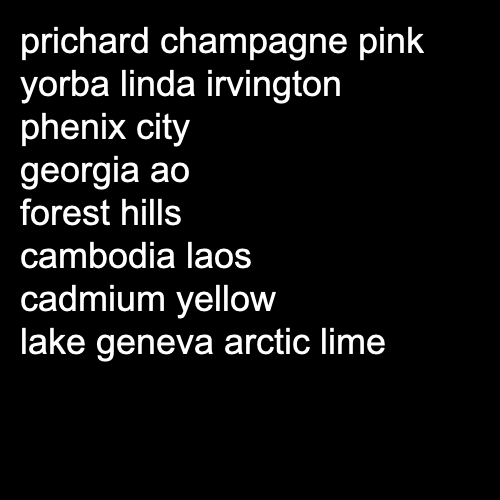 prichard champagne pink
yorba linda irvington
phenix city
georgia ao
forest hills
cambodia laos
cadmium yellow
lake geneva arctic lime